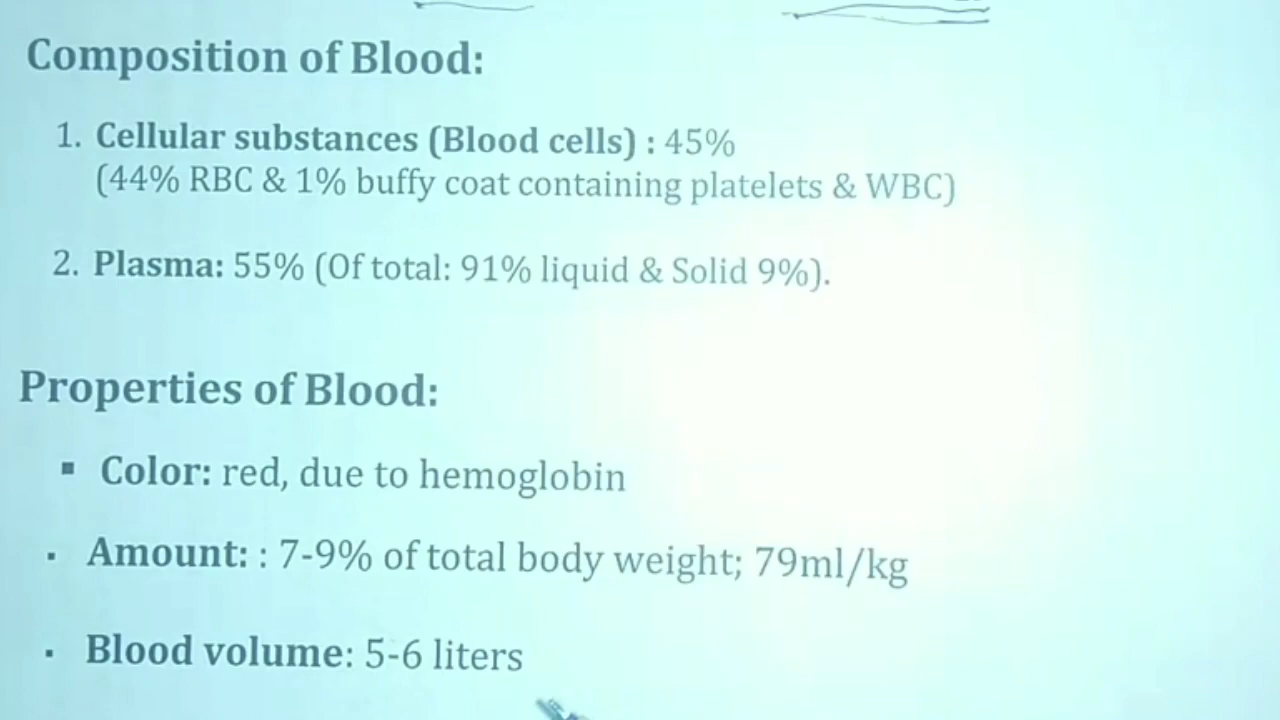 Composition of Blood:
1. Cellular substances (Blood cells) : 45%
(44% RBC & 1% buffy coat containing platelets & WBC)
2. Plasma: 55% (Of total: 91% liquid & Solid 9%).
Properties of Blood:
▪ Color: red, due to hemoglobin
▪ Amount: : 7-9% of total body weight; 79ml/kg
▪ Blood volume: 5-6 liters